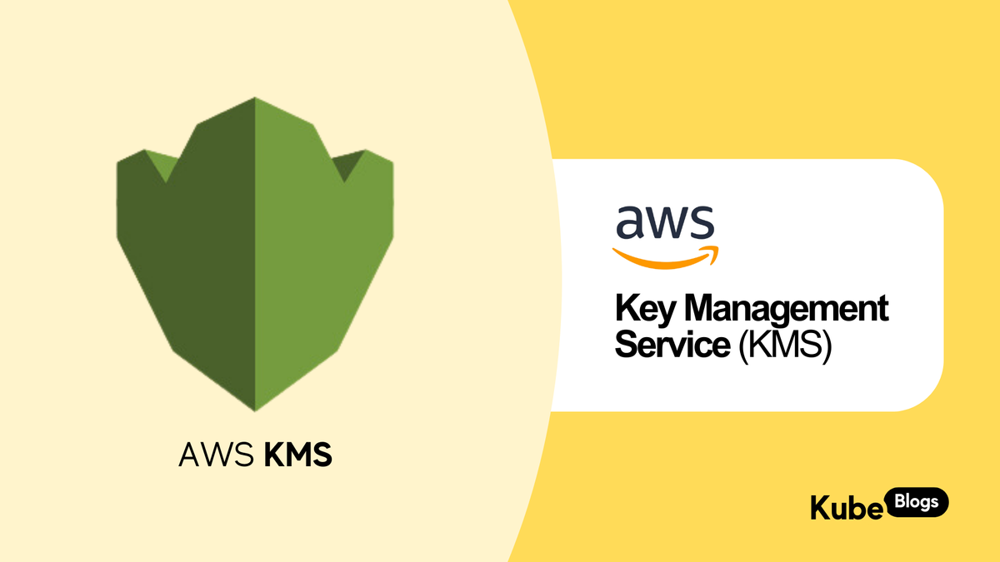 AWS KMS
aws
Key Management
Service (KMS)
Kube Blogs